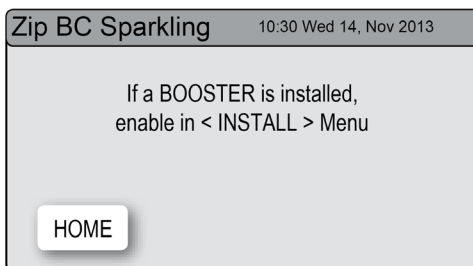 Zip BC Sparkling 10:30 Wed 14, Nov 2013
If a BOOSTER is installed,
enable in < INSTALL > Menu
HOME